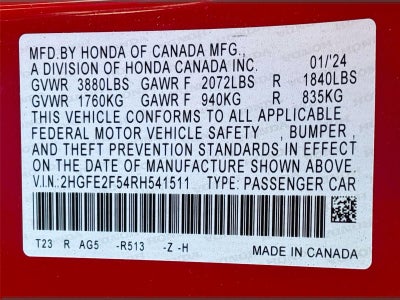 MFD.BY HONDA OF CANADA MFG.,
A DIVISION OF HONDA CANADA INC. 01/'24
GVWR 3880LBS GAWR F 2072LBS R 1840LBS
GVWR 1760KG GAWR F 940KG R 835KG
THIS VEHICLE CONFORMS TO ALL APPLICABLE
FEDERAL MOTOR VEHICLE SAFETY , BUMPER ,
AND THEFT PREVENTION STANDARDS IN EFFECT
ON THE DATE OF MANUFACTURE SHOWN ABOVE.
V.I.N:2HGFE2F54RH541511 TYPE:PASSENGER CAR
T23 R AG5 -R513 -Z -H MADE IN CANADA